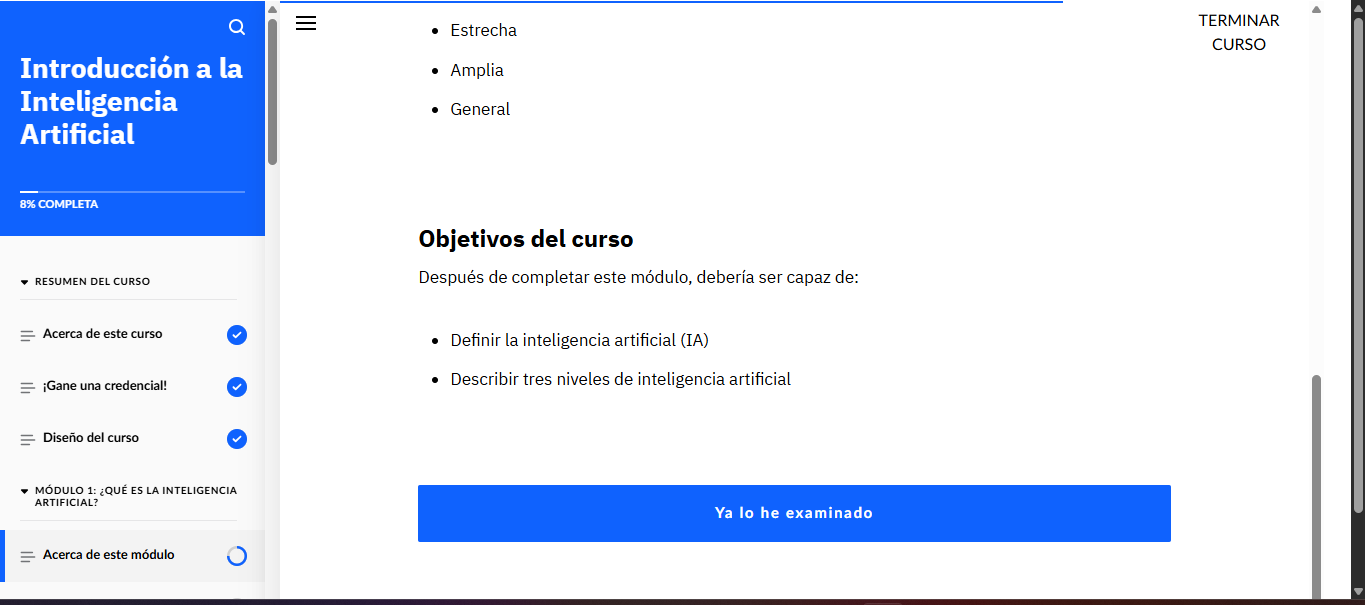 Introducción a la
Inteligencia
Artificial
8% COMPLETA
RESUMEN DEL CURSO
Acerca de este curso
¡Gane una credencial!
Diseño del curso
MÓDULO 1: ¿QUÉ ES LA INTELIGENCIA
ARTIFICIAL?
Acerca de este módulo
TERMINAR
CURSO
Estrecha
Amplia
General
Objetivos del curso
Después de completar este módulo, debería ser capaz de:
Definir la inteligencia artificial (IA)
Describir tres niveles de inteligencia artificial
Ya lo he examinado